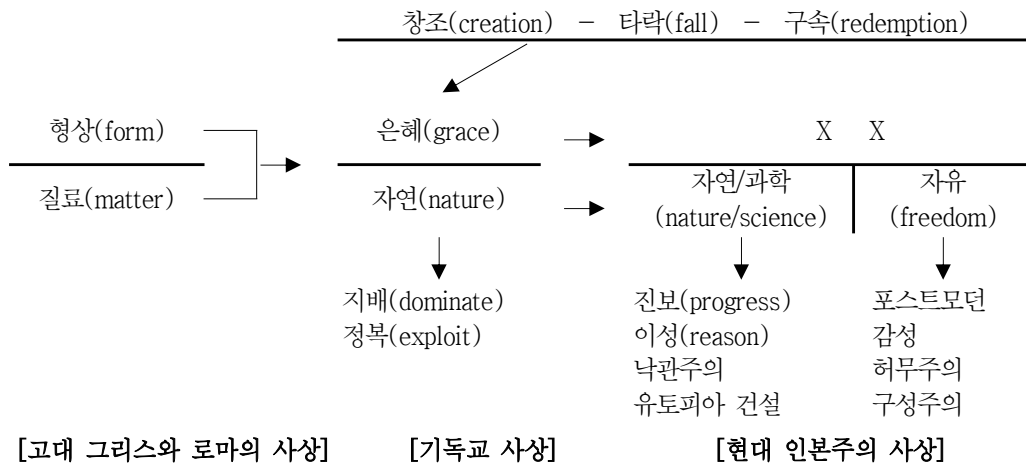 창조(creation) - 타락(fall) - 구속(redemption)
형상(form) 은혜(grace) X X
질료(matter) 자연(nature) 자연/과학 자유
(nature/science) (freedom)
지배(dominate) 진보(progress) 포스트모던
정복(exploit) 이성(reason) 감성
낙관주의 허무주의
유토피아 건설 구성주의
[고대 그리스와 로마의 사상] [기독교 사상] [현대 인본주의 사상]